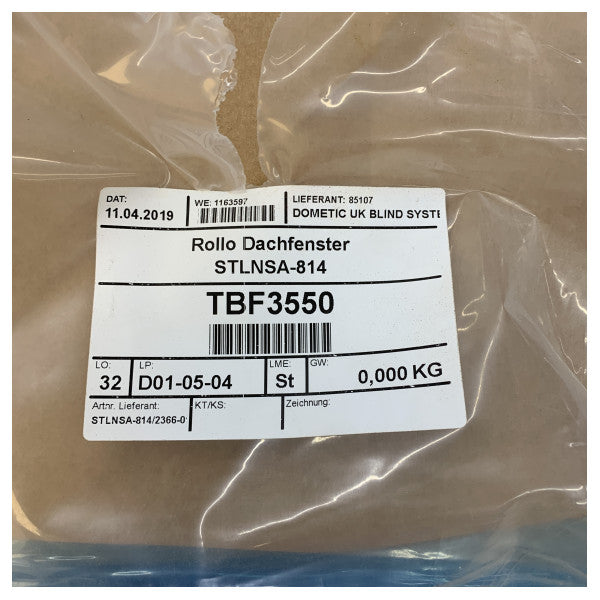 DAT:
11.04.2019
WE: 1163597
LIEFERANT: 85107
DOMETIC UK BLIND SYSTE
Rollo Dachfenster
STLNSA-814
TBF3550
LO:
32
LP:
D01-05-04
LME:
St
GW:
0,000 KG
Artnr. Lieferant:
STLNSA-814/2366-0
KT/KS:
Zeichnung: